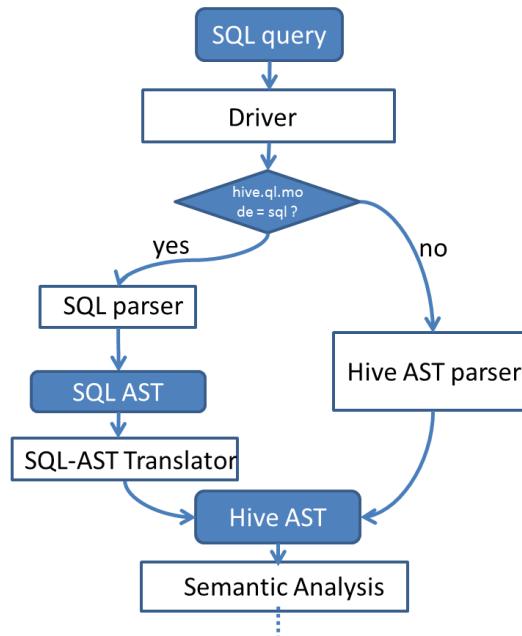 SQL query
Driver
hive.ql.mo
de = sql ?
yes
no
SQL parser
Hive AST parser
SQL AST
SQL-AST Translator
Hive AST
Semantic Analysis